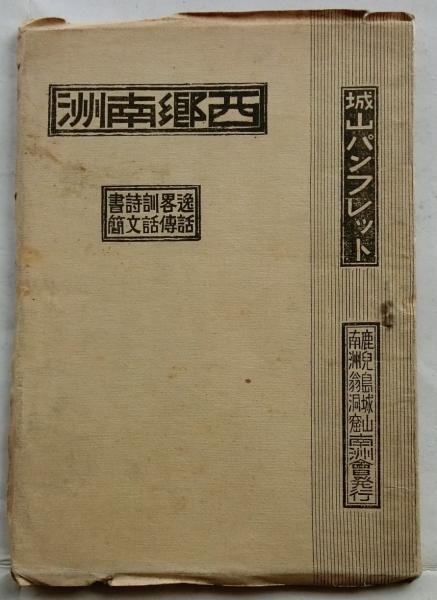 西郷南洲
逸話
畧傳
訓話
詩文
書簡
城山パンフレット
鹿兒島城山
南洲翁洞窟
南洲會発行